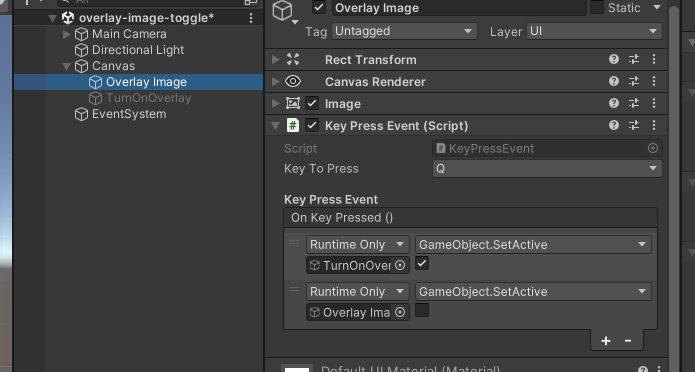 All
overlay-image-toggle*
Main Camera
Directional Light
Canvas
Overlay Image
TurnOnOverlay
EventSystem
Overlay Image Static
Tag Untagged Layer UI
Rect Transform
Canvas Renderer
Image
# Key Press Event (Script)
Script # KeyPressEvent
Key To Press Q
Key Press Event
On Key Pressed ()
Runtime Only GameObject.SetActive
TurnOnOver
Runtime Only GameObject.SetActive
Overlay Ima
+ -
Default UI Material (Material)